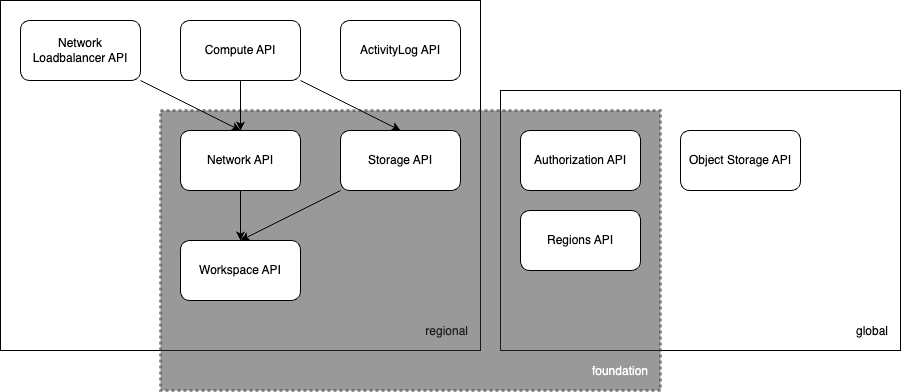 Network
Loadbalancer API
Compute API
ActivityLog API
Network API
Storage API
Authorization API
Object Storage API
Regions API
Workspace API
regional
global
foundation